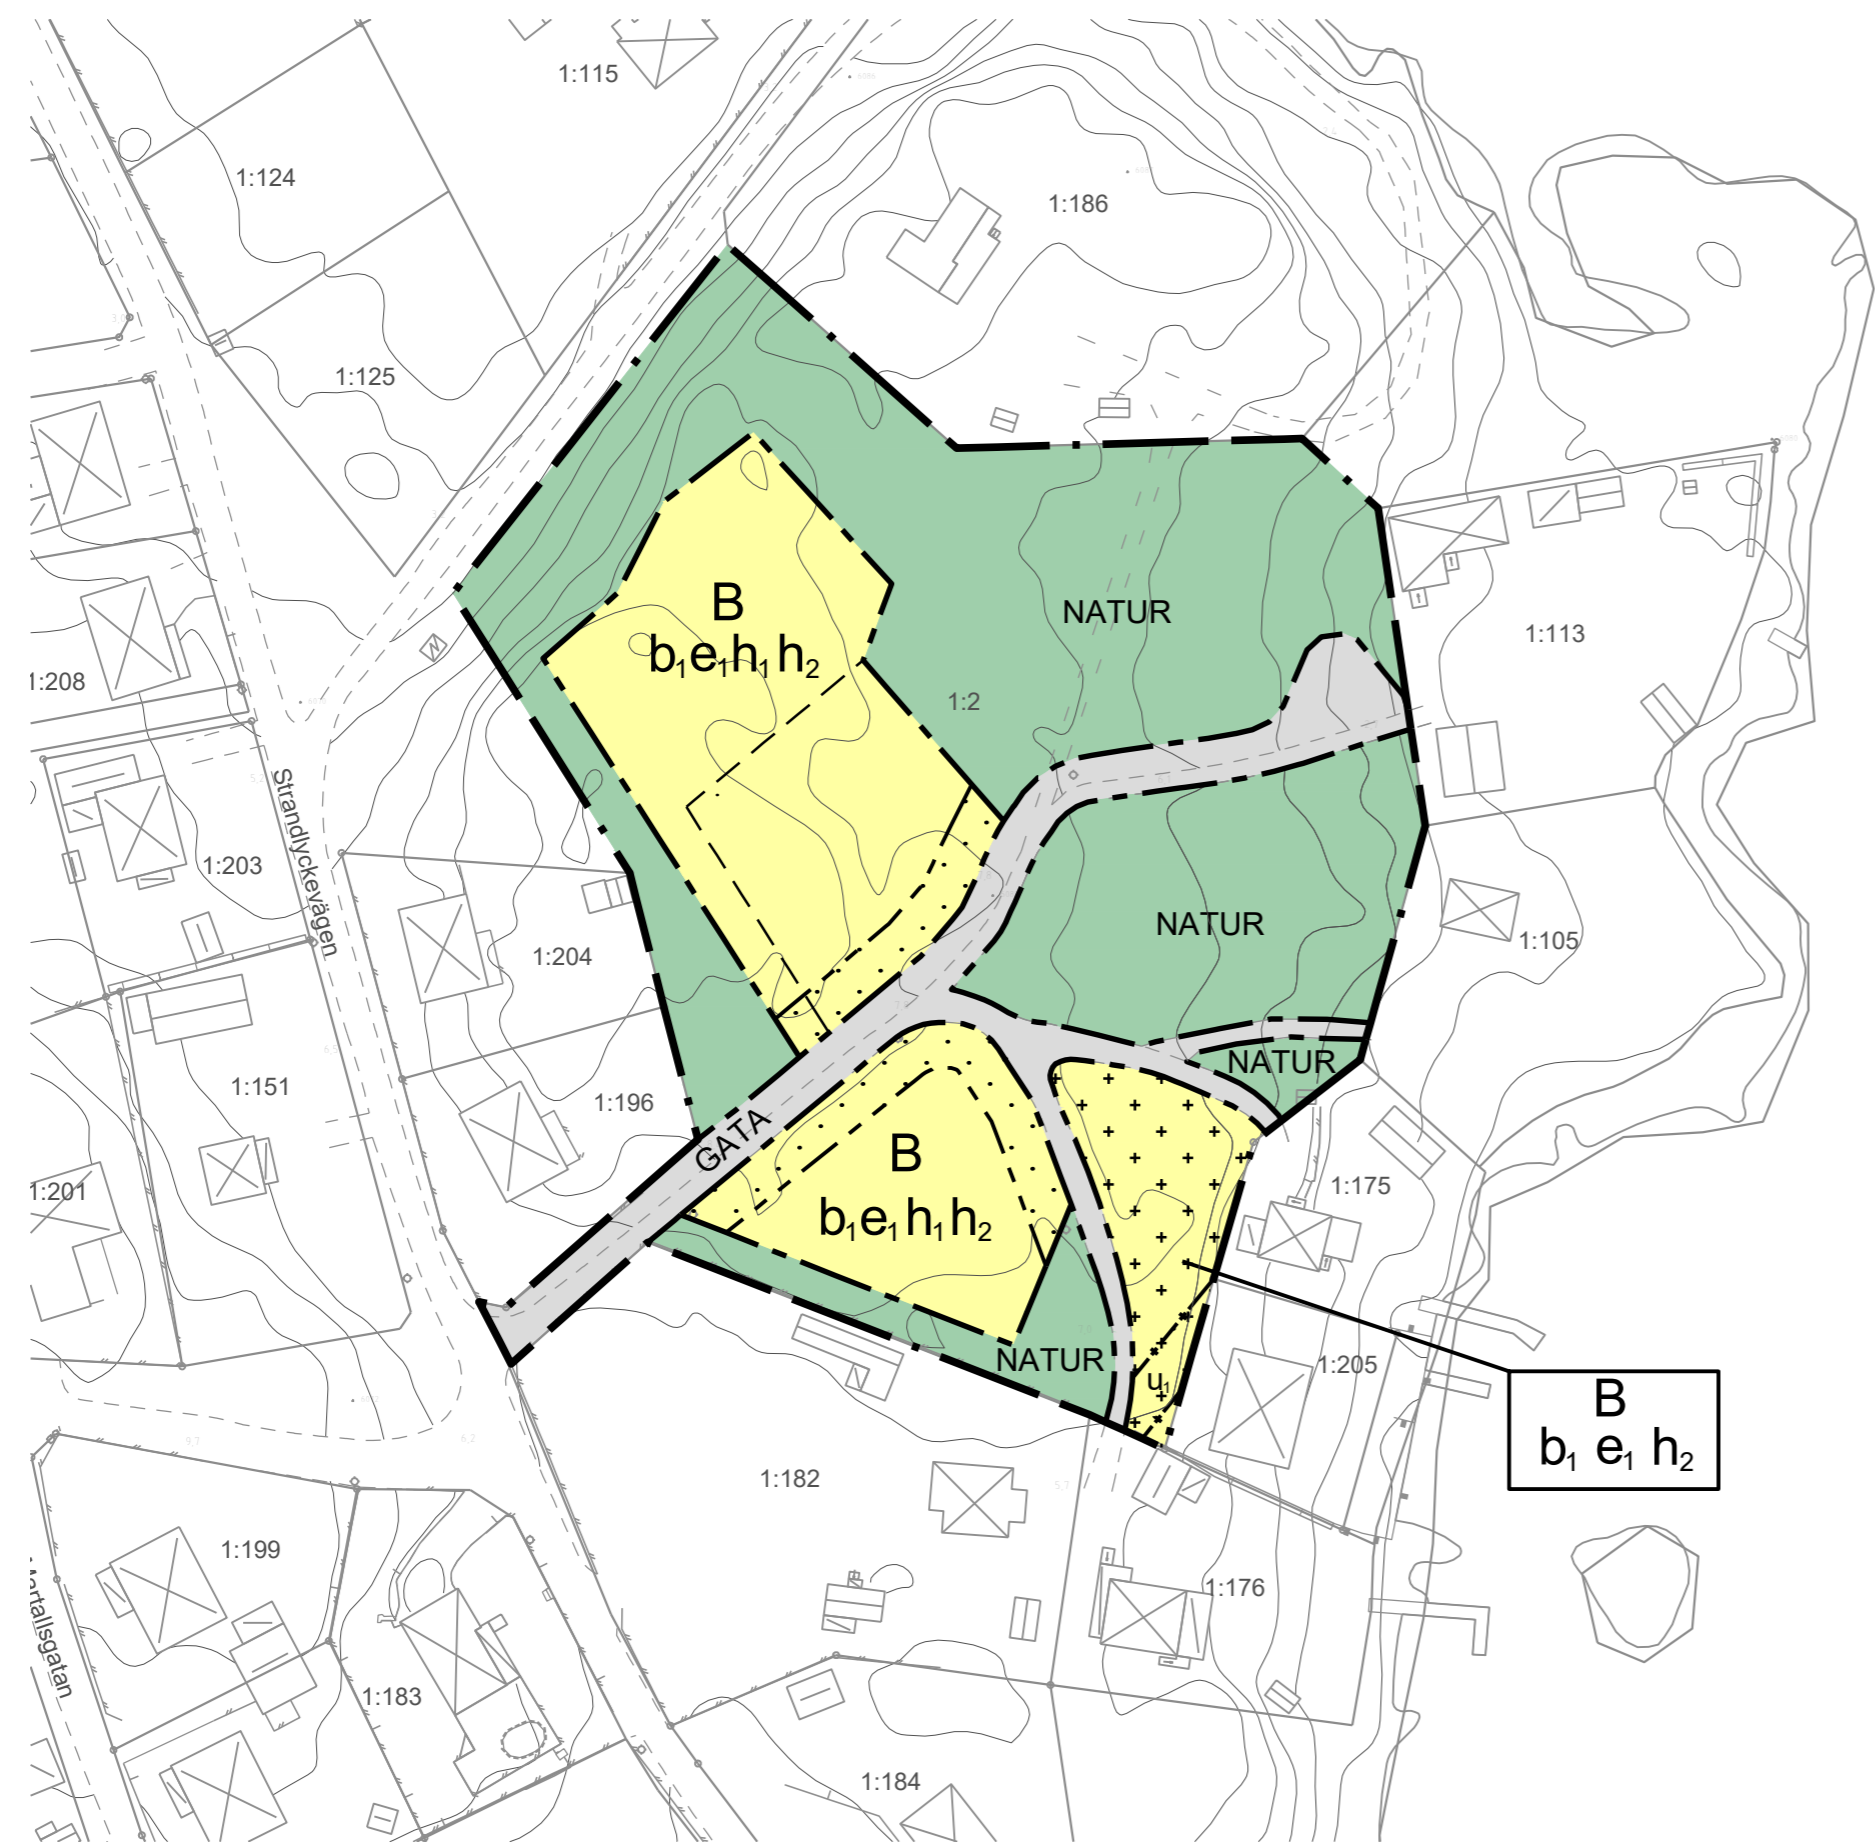 1:115
1:124
1:186
1:125
B
b₁e₁h₁h₂
NATUR
1:113
1:208
1:2
Strandlyckevägen
1:203
NATUR
1:105
1:204
NATUR
1:151
1:196
GATA
B
b₁e₁h₁h₂
1:175
1:201
NATUR
u₁
1:205
B
b₁ e₁ h₂
1:182
1:199
1:176
Martallsgatan
1:183
1:184